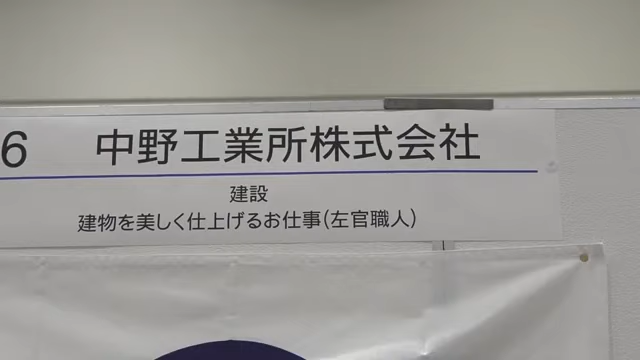 6 中野工業所株式会社
建設
建物を美しく仕上げるお仕事(左官職人)